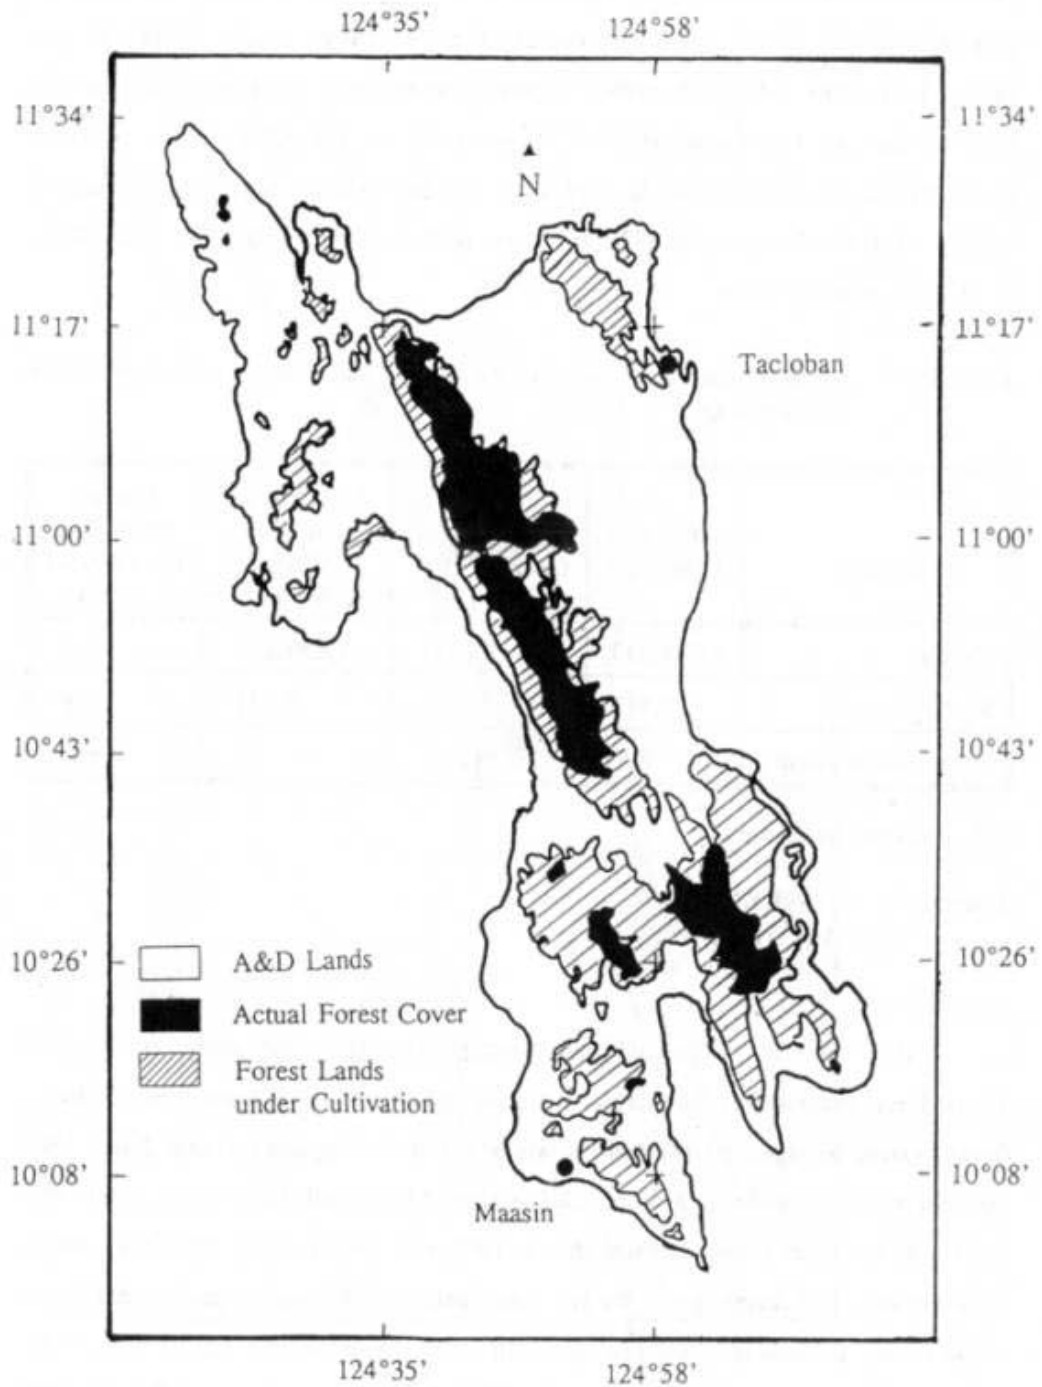 124°35' 124°58'
11°34' 11°34'
N
11°17' 11°17'
Tacloban
11°00' 11°00'
10°43' 10°43'
10°26' A&D Lands 10°26'
Actual Forest Cover
Forest Lands
under Cultivation
10°08' 10°08'
Maasin
124°35' 124°58'